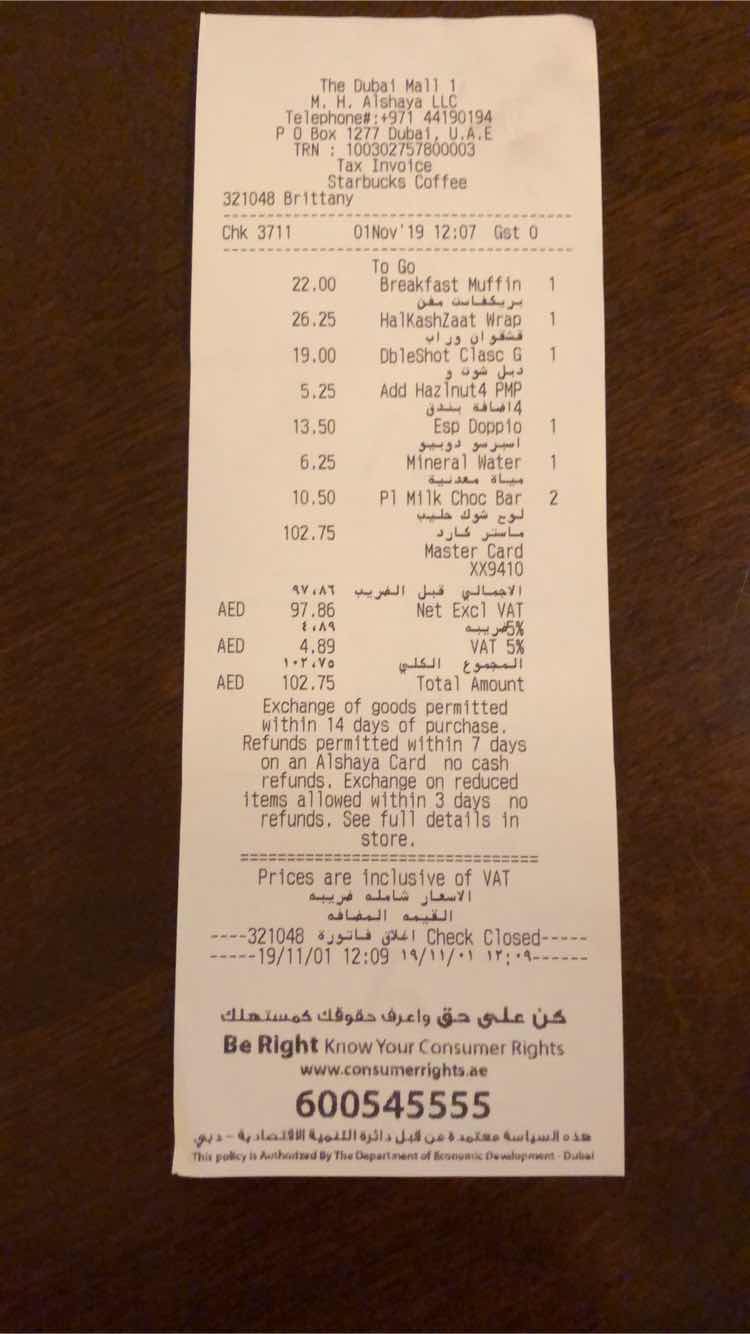 The Dubai Mall 1
M. H. Alshaya LLC
Telephone#:+971 44190194
P O Box 1277 Dubai, U.A.E
TRN : 100302757800003
Tax Invoice
Starbucks Coffee
321048 Brittany
--------------------------------
Chk 3711 01Nov'19 12:07 Gst 0
--------------------------------
To Go
22.00 Breakfast Muffin 1
بريكفاست مفن
26.25 HalKashZaat Wrap 1
قشقوان وراب
19.00 DbleShot Clasc G 1
دبل شوت و
5.25 Add Hazlnut4 PMP
4اضافة بندق
13.50 Esp Doppio 1
اسبرسو دوبيو
6.25 Mineral Water 1
مياة معدنية
10.50 Pl Milk Choc Bar 2
لوح شوك حليب
102.75 ماستر كارد
Master Card
XX9410
الاجمالي قبل الضريب ٩٧،٨٦
AED 97.86 Net Excl VAT
5%ضريبه ٤،٨٩
AED 4.89 VAT 5%
المجموع الكلي ١٠٢،٧٥
AED 102.75 Total Amount
Exchange of goods permitted
within 14 days of purchase.
Refunds permitted within 7 days
on an Alshaya Card no cash
refunds. Exchange on reduced
items allowed within 3 days no
refunds. See full details in
store.
================================
Prices are inclusive of VAT
الاسعار شامله ضريبه
القيمه المضافه
----321048 اغلاق فاتورة Check Closed-----
-----19/11/01 12:09 ١٩/١١/٠١ ١٢:٠٩------
كن على حق واعرف حقوقك كمستهلك
Be Right Know Your Consumer Rights
www.consumerrights.ae
600545555
هذه السياسة معتمدة من قبل دائرة التنمية الاقتصادية - دبي
This policy is Authorized By The Department of Economic Development - Dubai